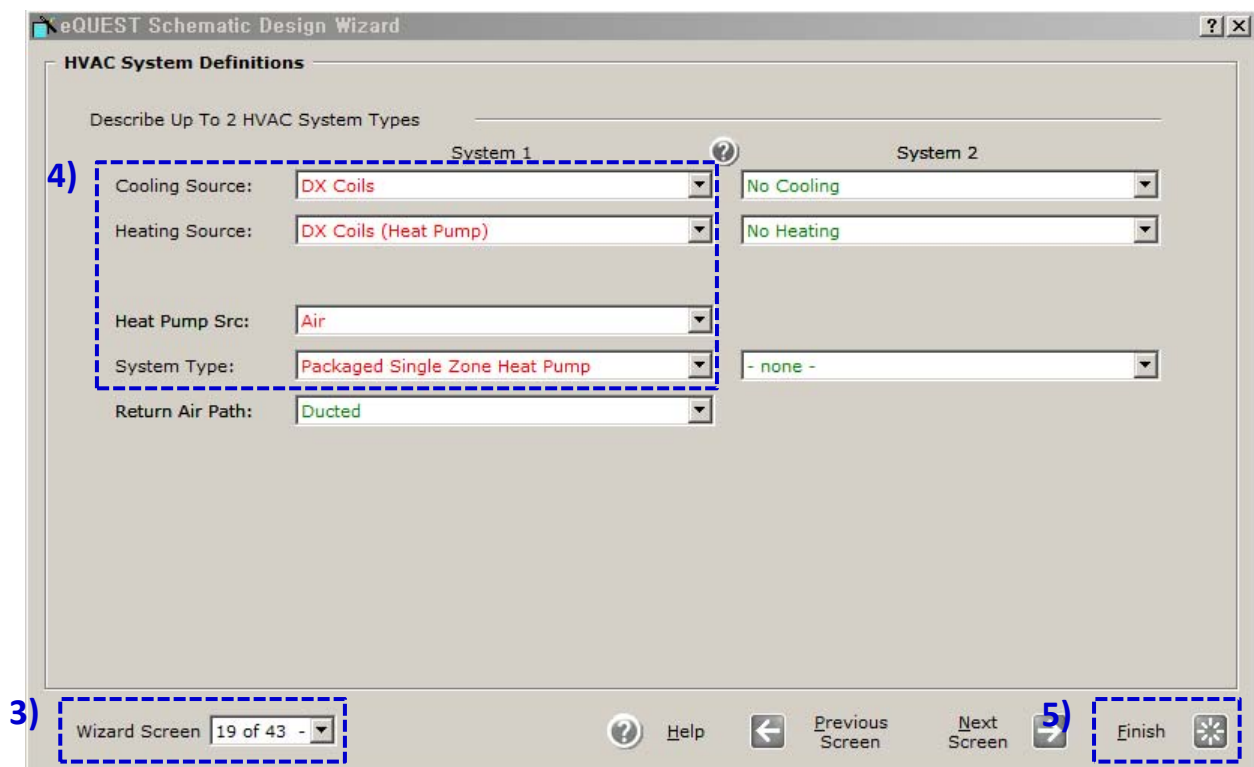 eQUEST Schematic Design Wizard
HVAC System Definitions
Describe Up To 2 HVAC System Types
System 1
System 2
4)
Cooling Source:
DX Coils
No Cooling
Heating Source:
DX Coils (Heat Pump)
No Heating
Heat Pump Src:
Air
System Type:
Packaged Single Zone Heat Pump
- none -
Return Air Path:
Ducted
3)
Wizard Screen
19 of 43 -
Help
Previous
Screen
Next
Screen
5)
Finish